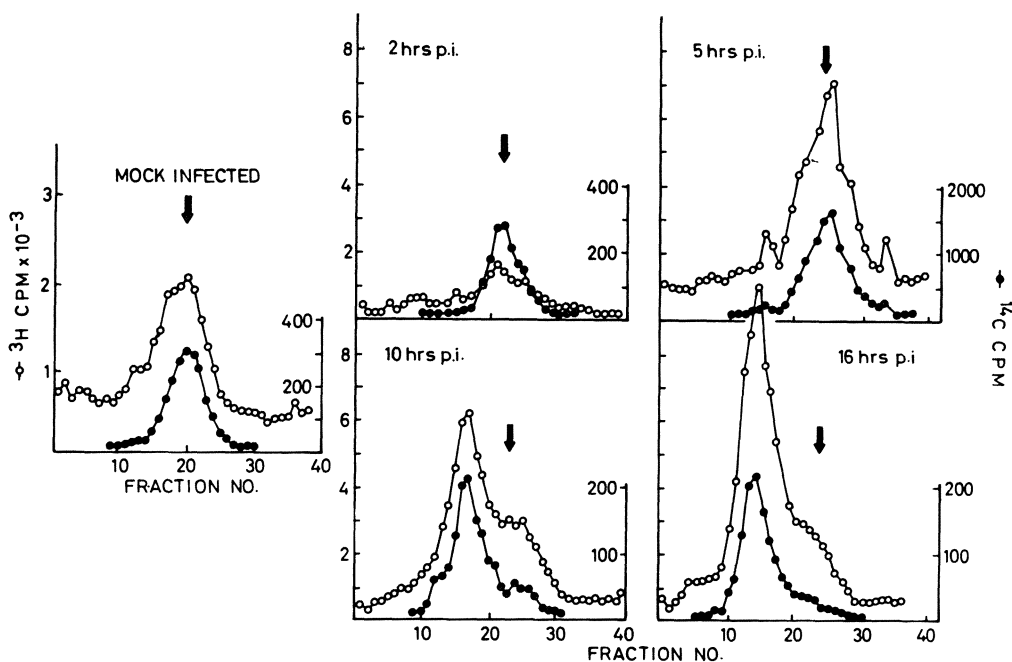 2 hrs p.i.
5 hrs p.i.
8
6
4
2
400
200
2000
1000
MOCK INFECTED
3
2
1
400
200
10 20 30 40
FRACTION NO.
³H CPM x 10⁻³
¹⁴C CPM
10 hrs p.i.
16 hrs p.i
8
6
4
2
200
100
200
100
10 20 30 40
10 20 30 40
FRACTION NO.